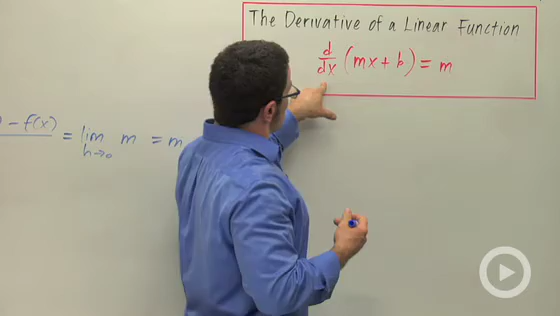 The Derivative of a Linear Function
d/dx (mx + b) = m
) - f(x) = lim h→0 m = m